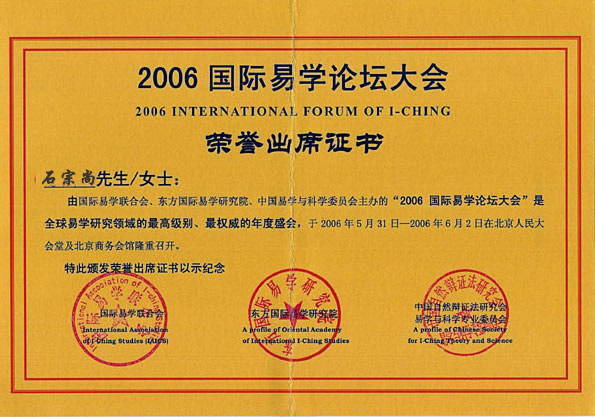 2006 国际易学论坛大会
2006 INTERNATIONAL FORUM OF I-CHING
荣誉出席证书
石宗尚先生/女士：
由国际易学联合会、东方国际易学研究院、中国易学与科学委员会主办的“2006 国际易学论坛大会”是
全球易学研究领域的最高级别、最权威的年度盛会，于2006年5月31日—2006年6月2日在北京人民大
会堂及北京商务会馆隆重召开。
特此颁发荣誉出席证书以示纪念
国际易学联合会
International Association
of I-Ching Studies (IAICS)
东方国际易学研究院
A profile of Oriental Academy
of International I-Ching Studies
中国自然辩证法研究会
易学与科学专业委员会
A profile of Chinese Society
for I-Ching Theory and Science